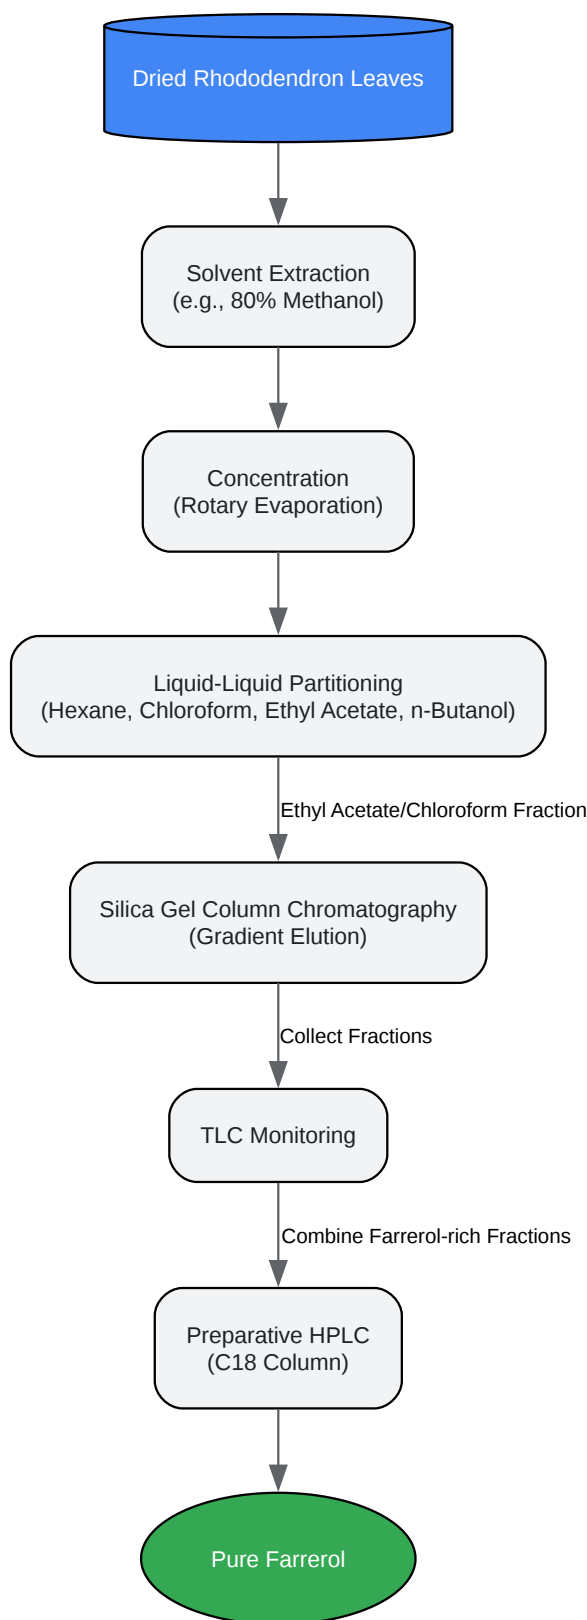 Dried Rhododendron Leaves
Solvent Extraction
(e.g., 80% Methanol)
Concentration
(Rotary Evaporation)
Liquid-Liquid Partitioning
(Hexane, Chloroform, Ethyl Acetate, n-Butanol)
Ethyl Acetate/Chloroform Fraction
Silica Gel Column Chromatography
(Gradient Elution)
Collect Fractions
TLC Monitoring
Combine Farrerol-rich Fractions
Preparative HPLC
(C18 Column)
Pure Farrerol